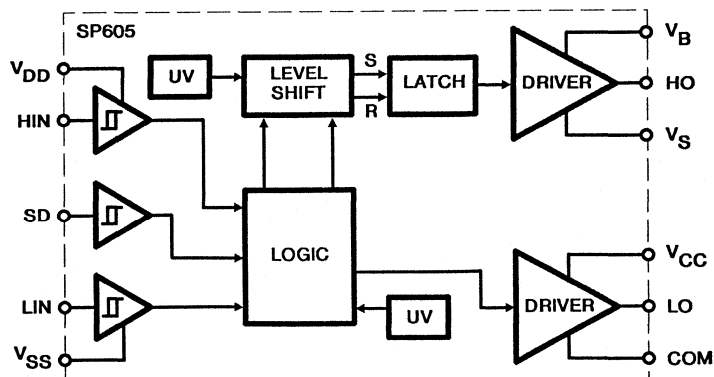 SP605
VDD
HIN
SD
LIN
VSS
UV
LEVEL
SHIFT
S
R
LATCH
DRIVER
VB
HO
VS
LOGIC
UV
DRIVER
VCC
LO
COM